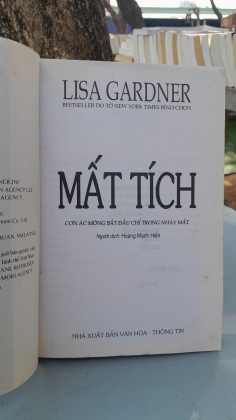 LISA GARDNER
BESTSELLER DO TỜ NEW YORK TIMES BÌNH CHỌN
MẤT TÍCH
CƠN ÁC MỘNG BẮT ĐẦU CHỈ TRONG NHÁY MẮT
Người dịch: Hoàng Mạnh Hiển
NHÀ XUẤT BẢN VĂN HÓA - THÔNG TIN